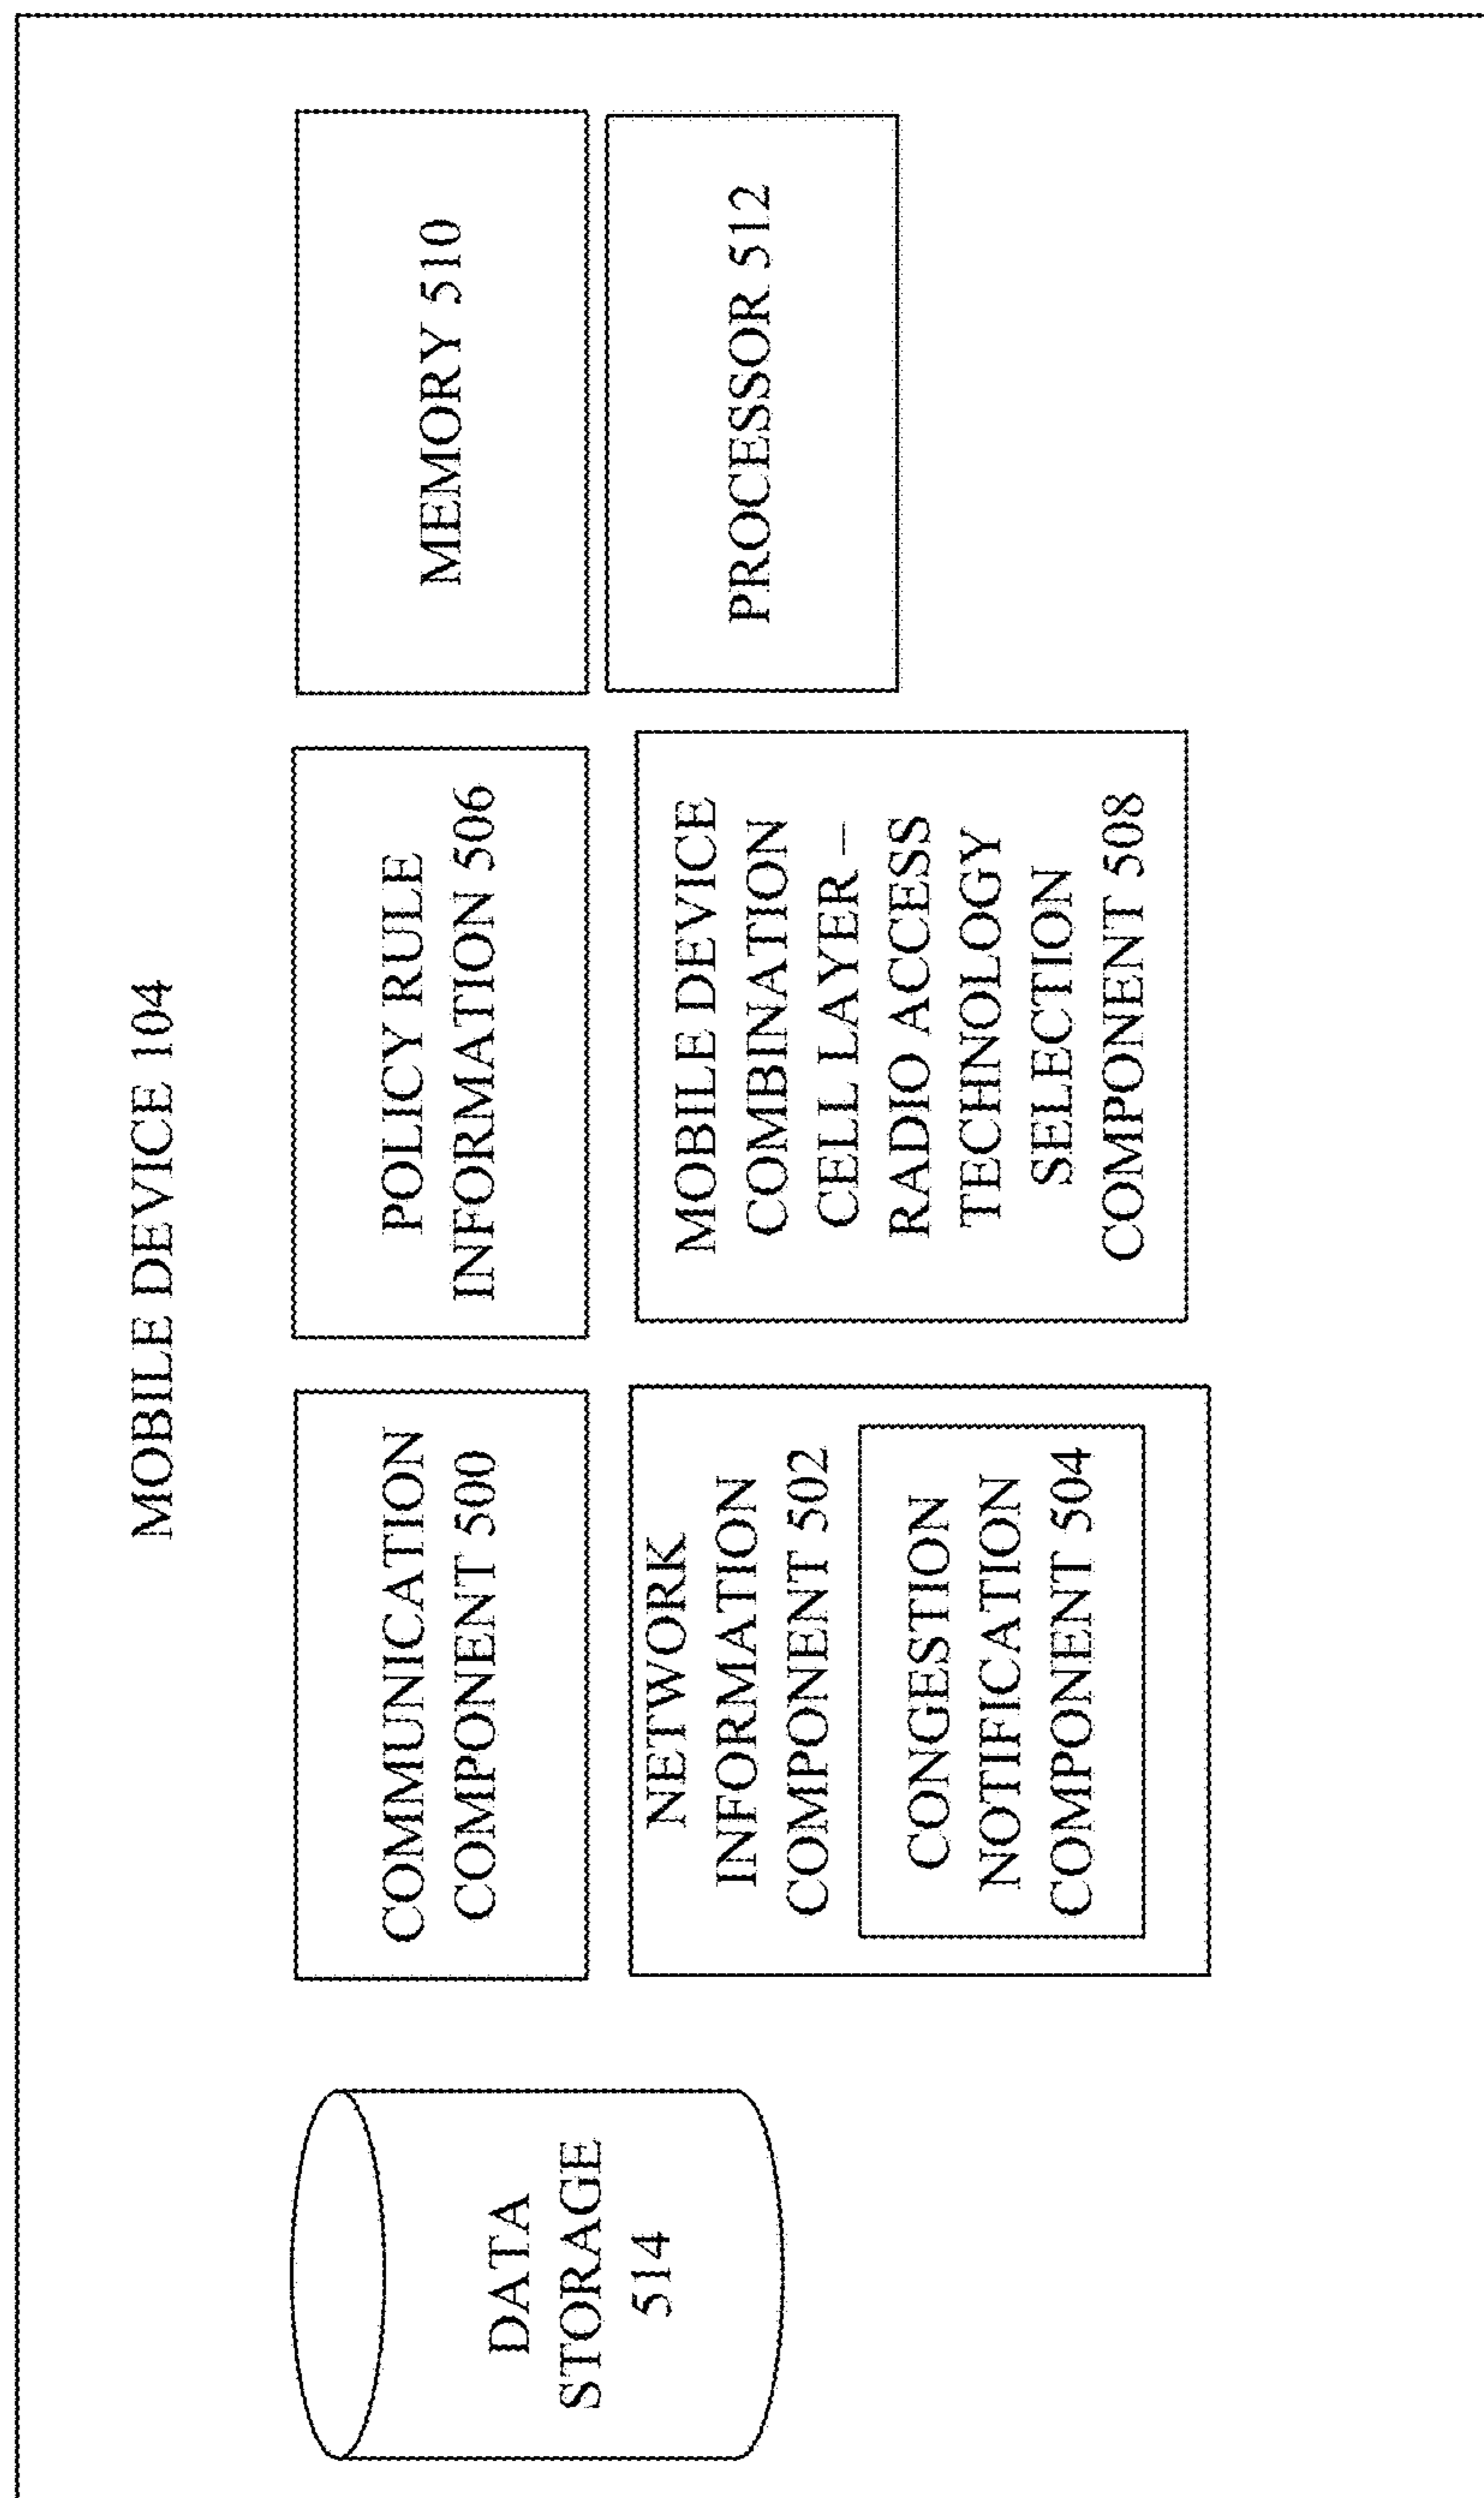 MOBILE DEVICE 104
DATA
STORAGE
514
COMMUNICATION
COMPONENT 500
NETWORK
INFORMATION
COMPONENT 502
CONGESTION
NOTIFICATION
COMPONENT 504
POLICY RULE
INFORMATION 506
MOBILE DEVICE
COMBINATION
CELL LAYER –
RADIO ACCESS
TECHNOLOGY
SELECTION
COMPONENT 508
MEMORY 510
PROCESSOR 512